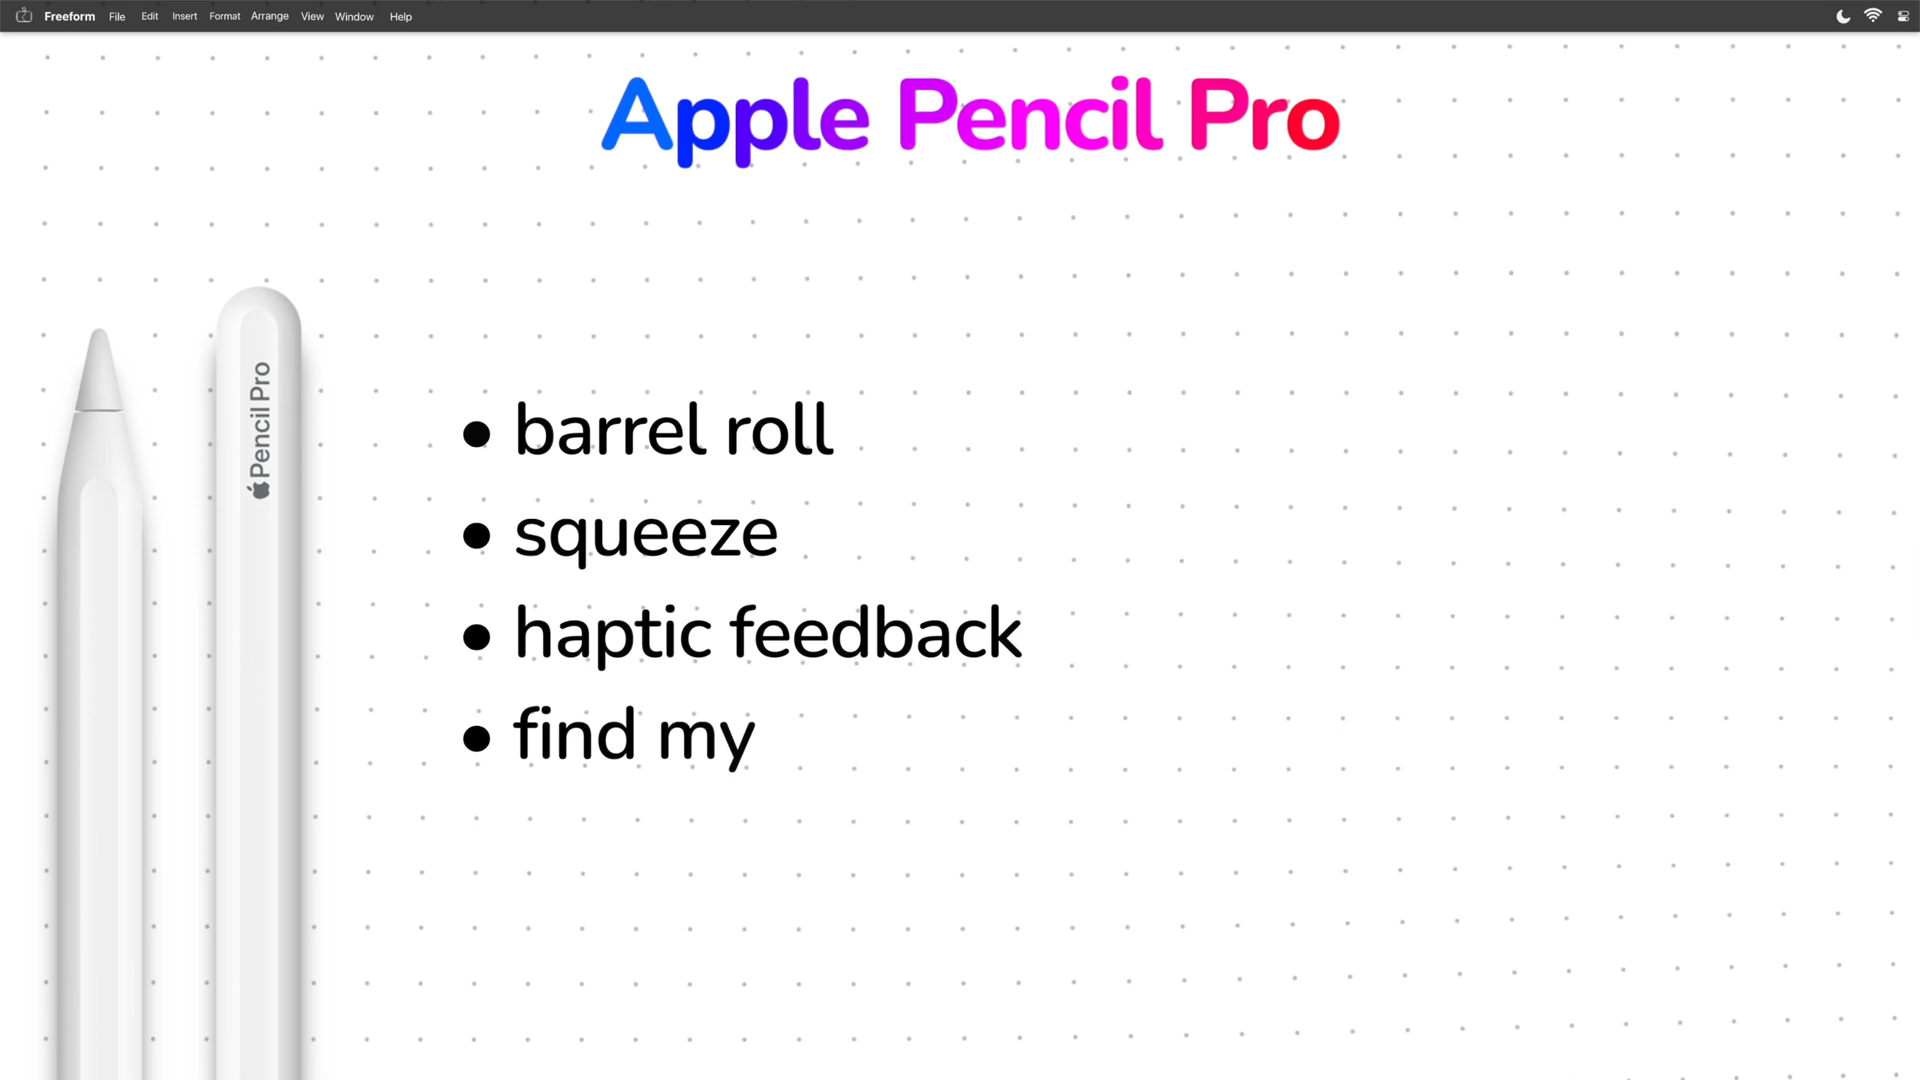 Freeform File Edit Insert Format Arrange View Window Help
Apple Pencil Pro
Pencil Pro
• barrel roll
• squeeze
• haptic feedback
• find my